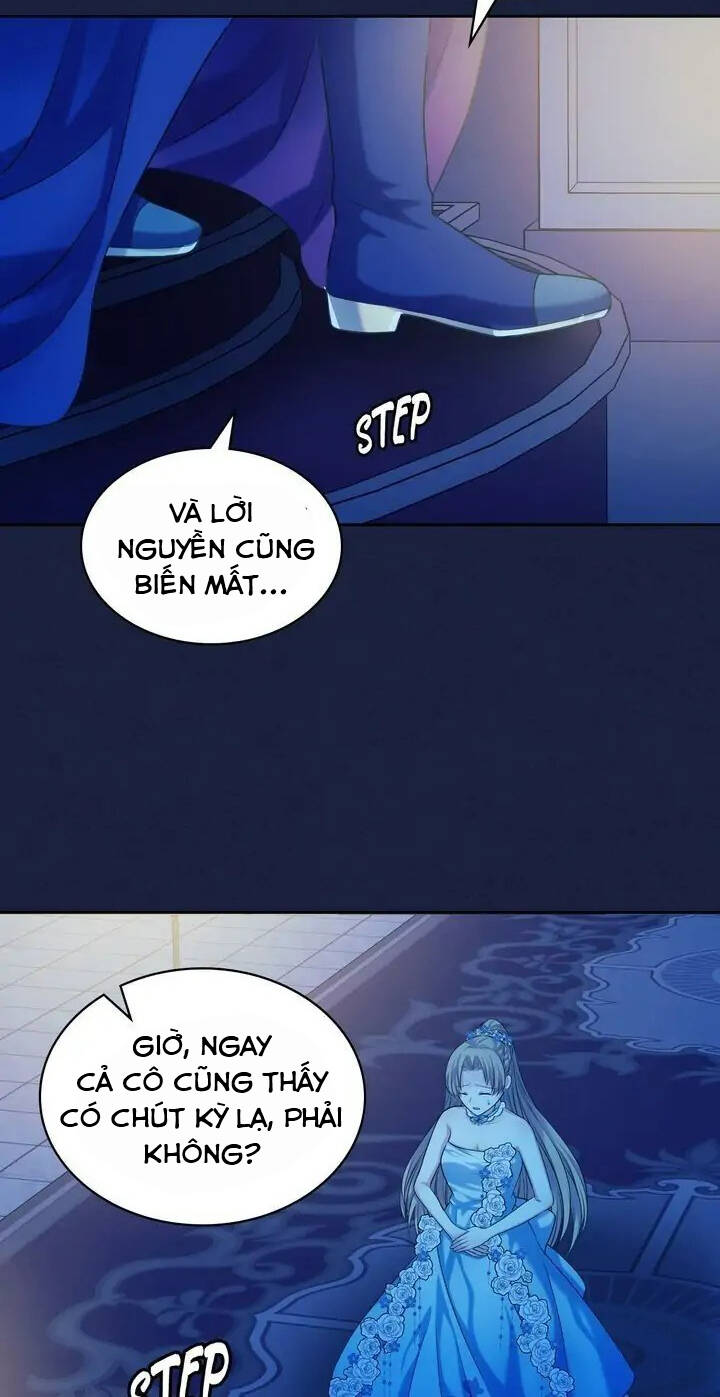 STEP
VÀ LỜI
NGUYỀN CŨNG
BIẾN MẤT...
GIỜ, NGAY
CẢ CÔ CŨNG THẤY
CÓ CHÚT KỲ LẠ, PHẢI
KHÔNG?
STEP